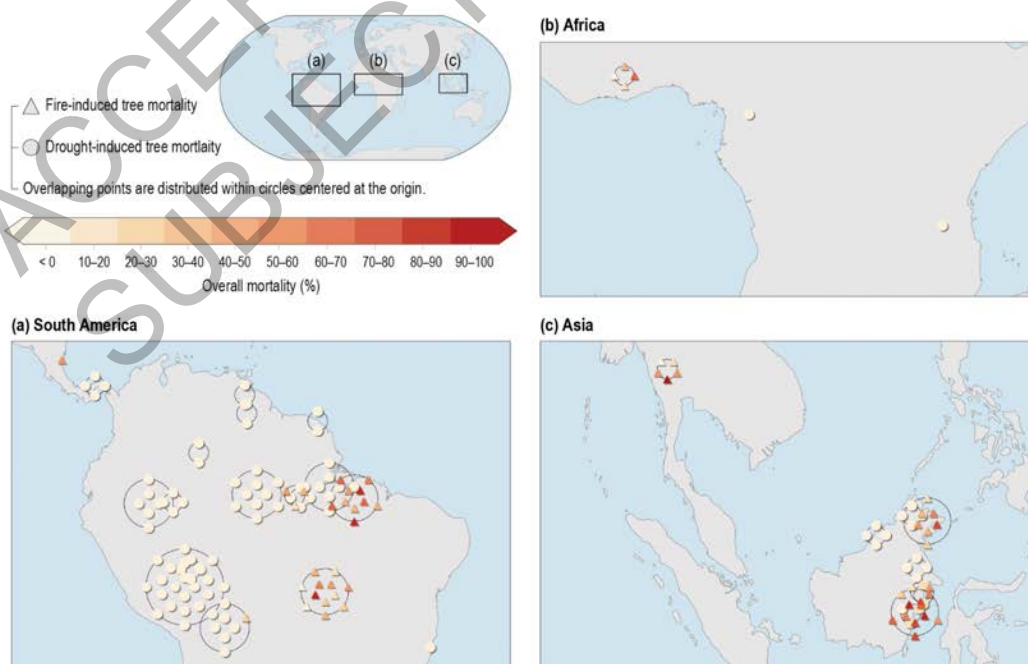 ACCEP
SUBJECT
(a)
(b)
(c)
Fire-induced tree mortality
Drought-induced tree mortlaity
Overlapping points are distributed within circles centered at the origin.
< 0 10–20 20–30 30–40 40–50 50–60 60–70 70–80 80–90 90–100
Overall mortality (%)
(b) Africa
(a) South America
(c) Asia